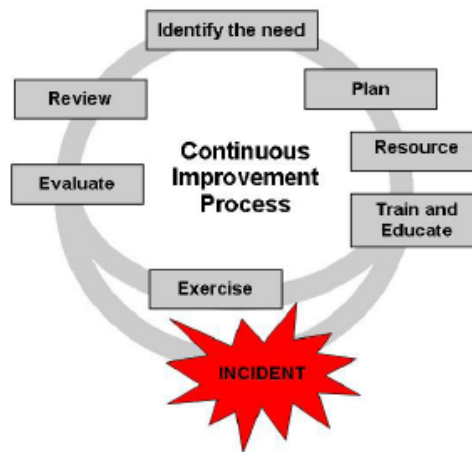 Identify the need
Plan
Review
Continuous
Improvement
Process
Resource
Evaluate
Train and
Educate
Exercise
INCIDENT